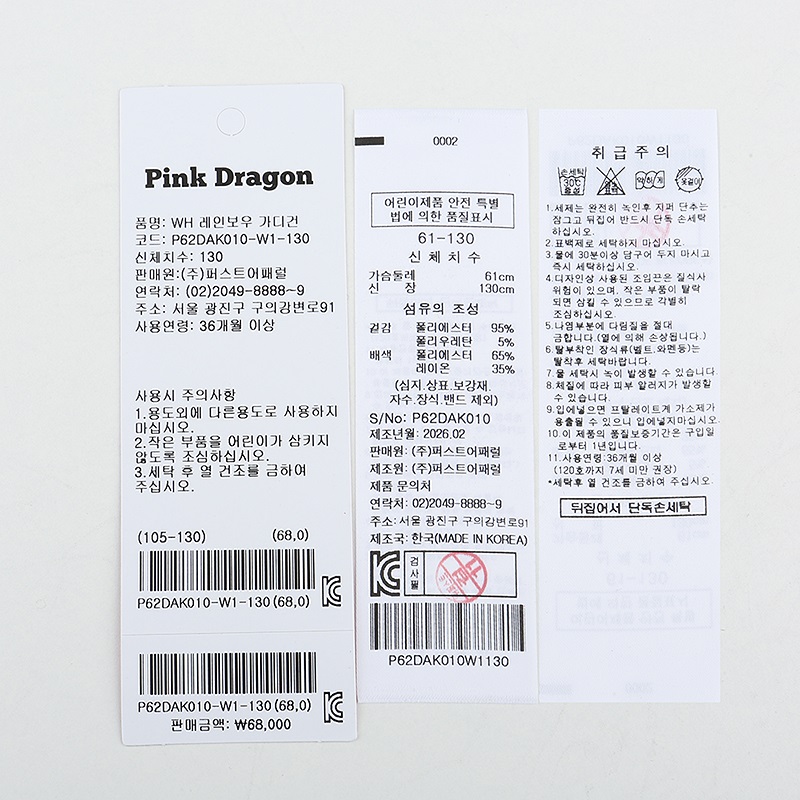 Pink Dragon
품명: WH 레인보우 가디건
코드: P62DAK010-W1-130
신체치수: 130
판매원:(주)퍼스트어패럴
연락처: (02)2049-8888~9
주소: 서울 광진구 구의강변로91
사용연령: 36개월 이상
사용시 주의사항
1.용도외에 다른용도로 사용하지
마십시오.
2.작은 부품을 어린이가 삼키지
않도록 조심하십시오.
3.세탁 후 열 건조를 금하여
주십시오.
(105-130) (68,0)
P62DAK010-W1-130(68,0)
P62DAK010-W1-130(68,0)
판매금액: ₩68,000
0002
어린이제품 안전 특별
법에 의한 품질표시
61-130
신체치수
가슴둘레 61cm
신 장 130cm
섬유의 조성
겉감 폴리에스터 95%
폴리우레탄 5%
배색 폴리에스터 65%
레이온 35%
(심지.상표.보강재.
자수.장식.밴드 제외)
S/No: P62DAK010
제조년월: 2026.02
판매원: (주)퍼스트어패럴
제조원: (주)퍼스트어패럴
제품 문의처
연락처: 02)2049-8888~9
주소:서울 광진구 구의강변로91
제조국: 한국(MADE IN KOREA)
검사필
P62DAK010W1130
취급주의
손세탁
30℃
중성
약하게
옷걸이
1.세제는 완전히 녹인후 지퍼 단추는
잠그고 뒤집어 반드시 단독 손세탁
하십시오.
2.표백제로 세탁하지 마십시오.
3.물에 30분이상 담구어 두지 마시고
즉시 세탁하십시오.
4.디자인상 사용된 조임끈은 질식사
위험이 있으며, 작은 부품이 탈락
되면 삼킬 수 있으므로 각별히
조심하십시오.
5.나염부분에 다림질을 절대
금합니다.(열에 의해 손상됩니다.)
6.탈부착인 장식류(벨트.와멘등)는
탈착후 세탁바랍니다.
7.물 세탁시 녹이 발생할 수 있습니다.
8.체질에 따라 피부 알러지가 발생할
수 있습니다.
9.입에넣으면 프탈레이트계 가소제가
용출될 수 있으니 입에넣지마십시오.
10.이 제품의 품질보증기간은 구입일
로부터 1년입니다.
11.사용연령:36개월 이상
(120호까지 7세 미만 권장)
*세탁후 열 건조를 금하여 주십시오.
뒤집어서 단독손세탁